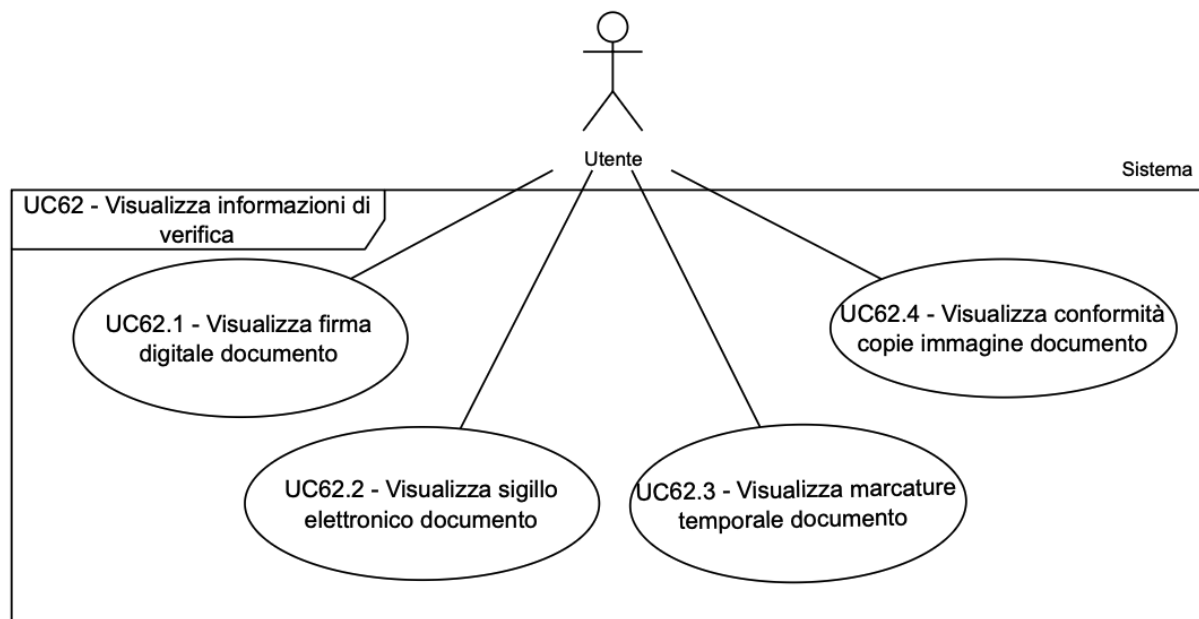 Utente
Sistema
UC62 - Visualizza informazioni di
verifica
UC62.1 - Visualizza firma
digitale documento
UC62.4 - Visualizza conformità
copie immagine documento
UC62.2 - Visualizza sigillo
elettronico documento
UC62.3 - Visualizza marcature
temporale documento